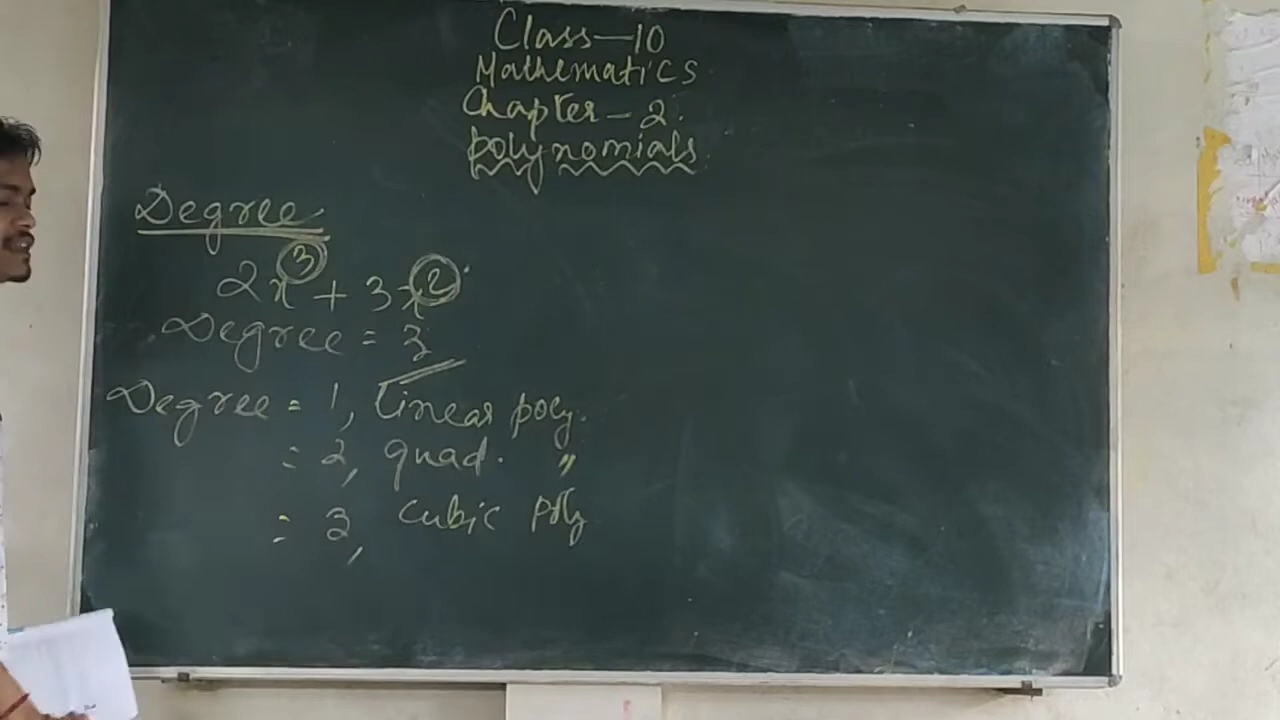 Class—10
Mathematics
Chapter—2.
Polynomials
Degree
2x³ + 3x²
Degree = 3
Degree = 1, Linear poly.
= 2, quad. "
= 3, cubic poly